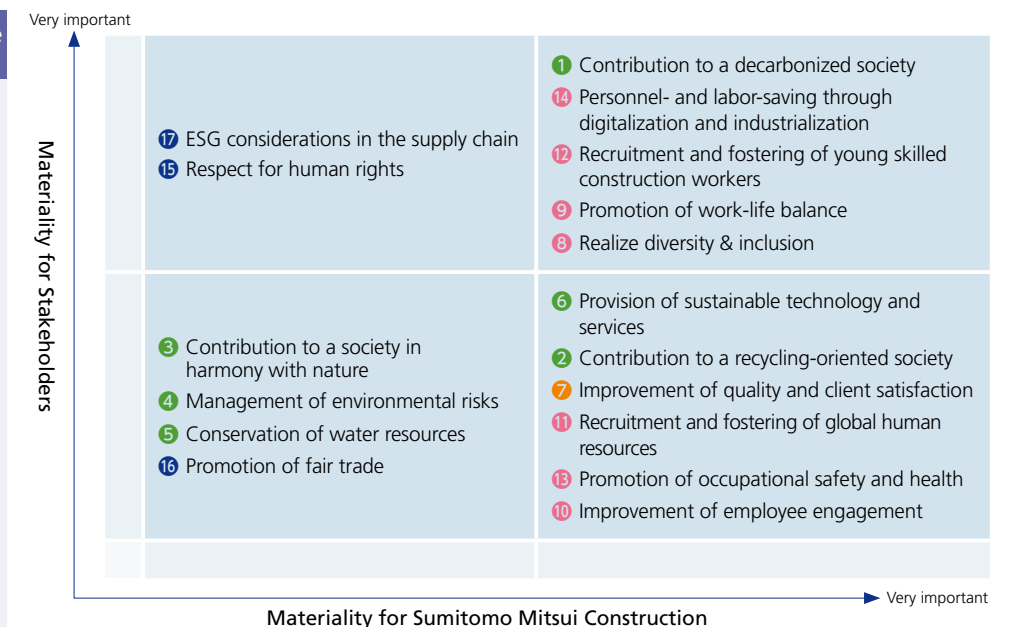 e
Very important
Materiality for Stakeholders
17 ESG considerations in the supply chain
15 Respect for human rights
1 Contribution to a decarbonized society
14 Personnel- and labor-saving through
digitalization and industrialization
12 Recruitment and fostering of young skilled
construction workers
9 Promotion of work-life balance
8 Realize diversity & inclusion
3 Contribution to a society in
harmony with nature
4 Management of environmental risks
5 Conservation of water resources
16 Promotion of fair trade
6 Provision of sustainable technology and
services
2 Contribution to a recycling-oriented society
7 Improvement of quality and client satisfaction
11 Recruitment and fostering of global human
resources
13 Promotion of occupational safety and health
10 Improvement of employee engagement
Very important
Materiality for Sumitomo Mitsui Construction